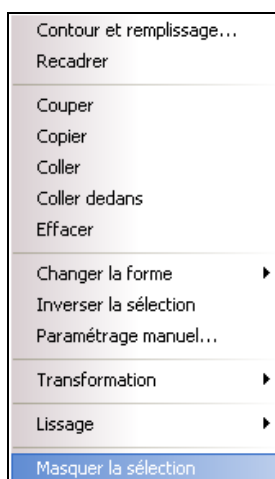 Contour et remplissage...
Recadrer
Couper
Copier
Coller
Coller dedans
Effacer
Changer la forme
Inverser la sélection
Paramétrage manuel...
Transformation
Lissage
Masquer la sélection